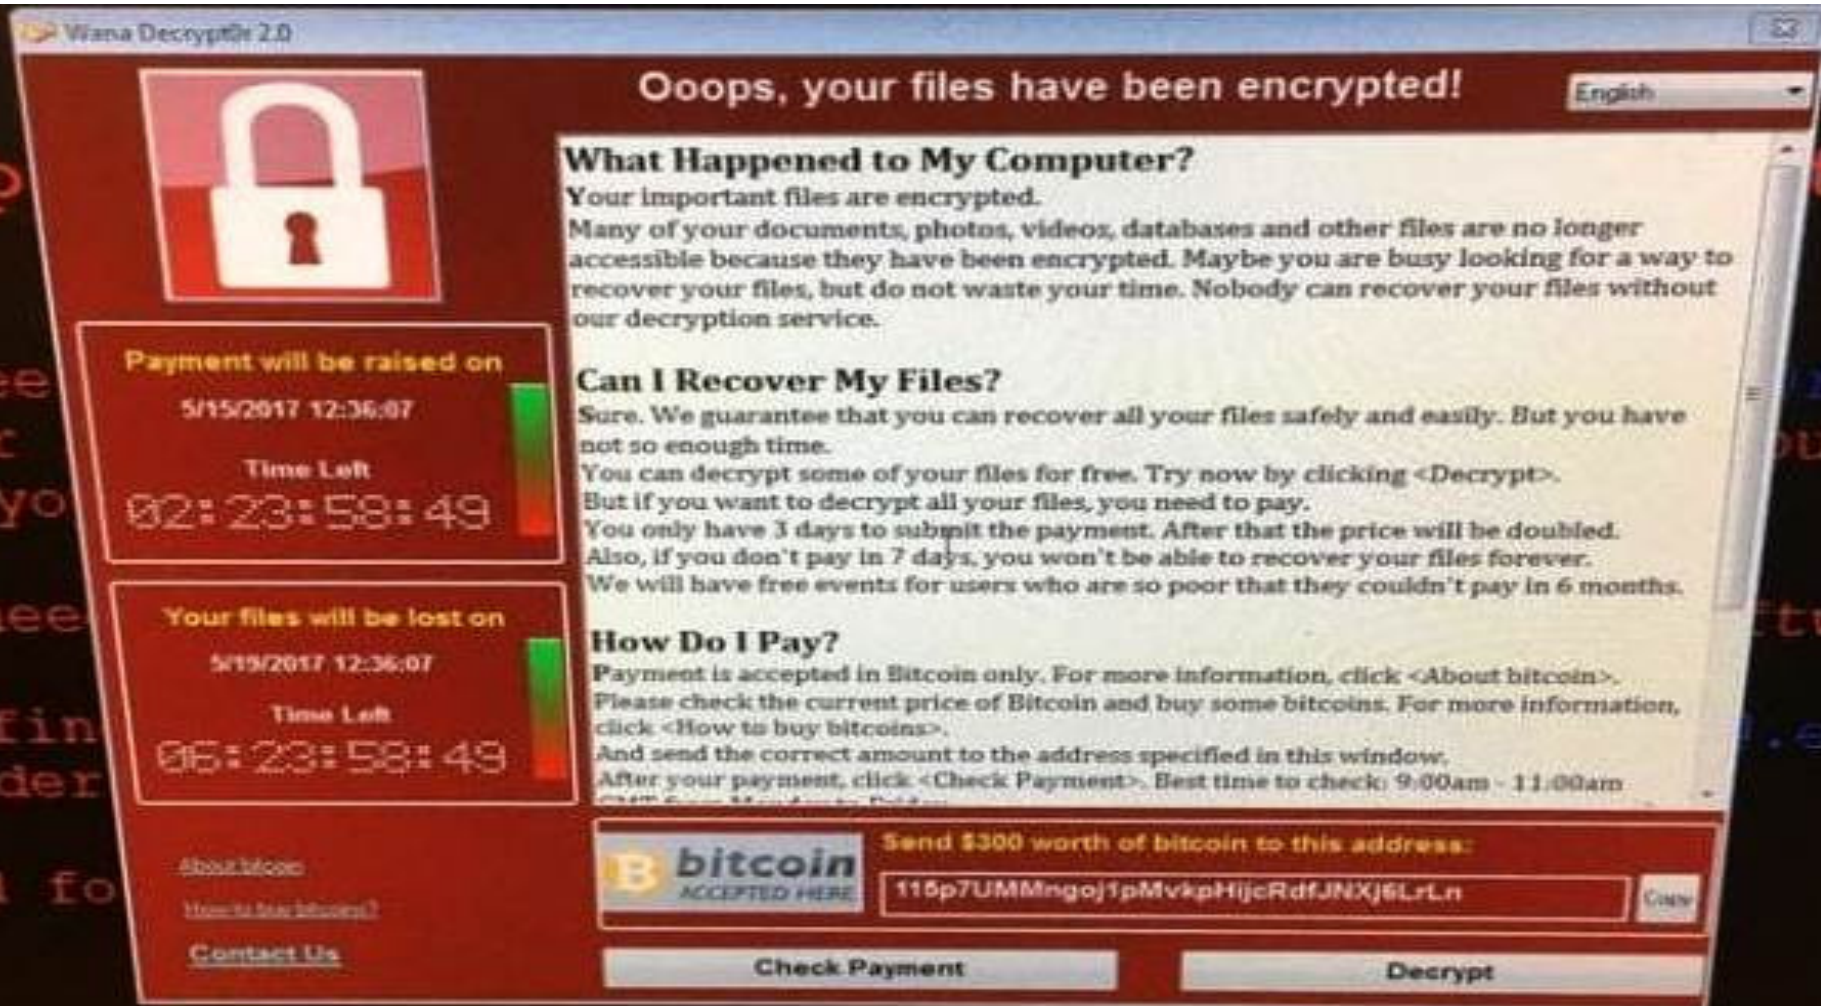 Wana Decrypt0r 2.0
Ooops, your files have been encrypted!
English
What Happened to My Computer?
Your important files are encrypted.
Many of your documents, photos, videos, databases and other files are no longer
accessible because they have been encrypted. Maybe you are busy looking for a way to
recover your files, but do not waste your time. Nobody can recover your files without
our decryption service.
Can I Recover My Files?
Sure. We guarantee that you can recover all your files safely and easily. But you have
not so enough time.
You can decrypt some of your files for free. Try now by clicking <Decrypt>.
But if you want to decrypt all your files, you need to pay.
You only have 3 days to submit the payment. After that the price will be doubled.
Also, if you don't pay in 7 days, you won't be able to recover your files forever.
We will have free events for users who are so poor that they couldn't pay in 6 months.
How Do I Pay?
Payment is accepted in Bitcoin only. For more information, click <About bitcoin>.
Please check the current price of Bitcoin and buy some bitcoins. For more information,
click <How to buy bitcoins>.
And send the correct amount to the address specified in this window.
After your payment, click <Check Payment>. Best time to check: 9:00am - 11:00am
GMT from Monday to Friday.
Payment will be raised on
5/15/2017 12:36:07
Time Left
02:23:58:49
Your files will be lost on
5/19/2017 12:36:07
Time Left
06:23:58:49
About bitcoin
How to buy bitcoins?
Contact Us
bitcoin
ACCEPTED HERE
Send $300 worth of bitcoin to this address:
115p7UMMngoj1pMvkpHijcRdfJNXj6LrLn
Copy
Check Payment
Decrypt